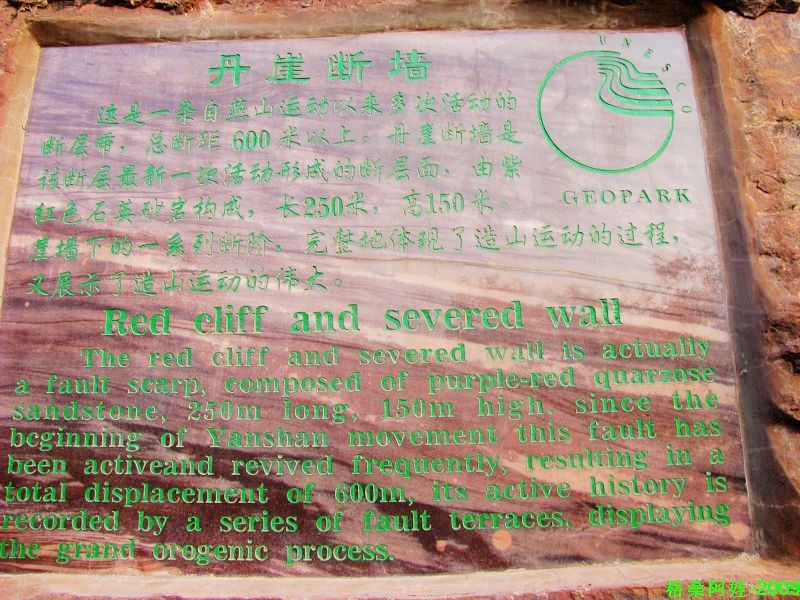 丹崖断墙
UNESCO
GEOPARK
这是一条自燕山运动以来多次活动的
断层带，总断距600米以上。丹崖断墙是
该断层最新一次活动形成的断层面，由紫
红色石英砂岩构成，长250米，高150米。
崖墙下的一系列断阶，完整地体现了造山运动的过程，
又展示了造山运动的伟大。
Red cliff and severed wall
The red cliff and severed wall is actually
a fault scarp, composed of purple-red quarzose
sandstone, 250m long, 150m high. since the
bcginning of Yanshan movement this fault has
been activeand revived frequently, resulting in a
total displacement of 600m, its active history is
recorded by a series of fault terraces, displaying
the grand orogenic process.
格桑阿姓-2009